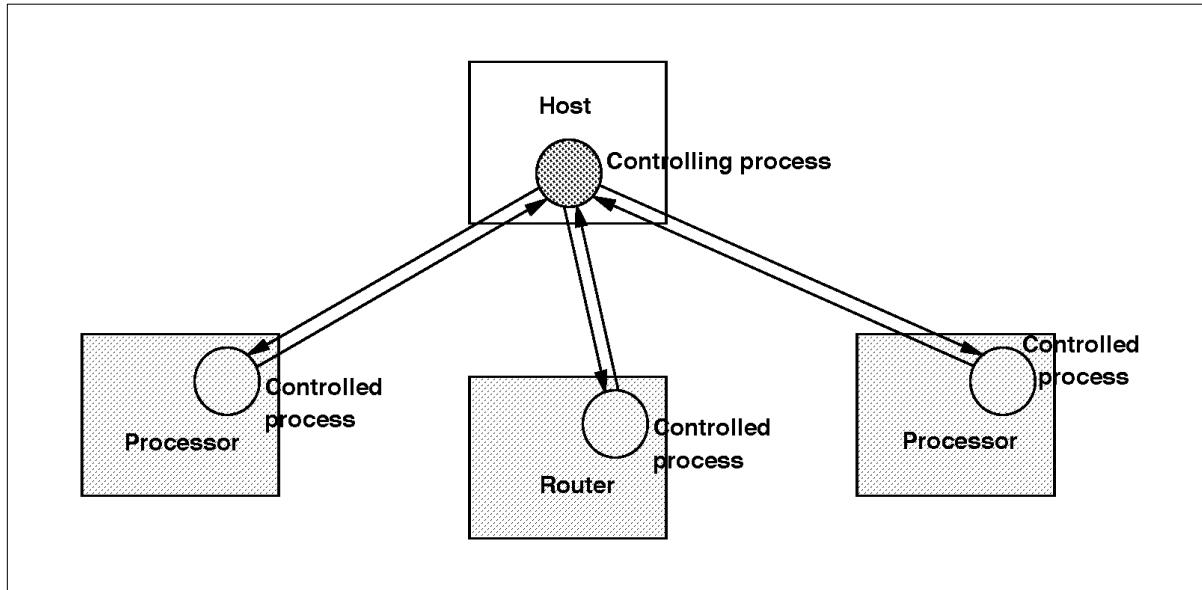 Host
Controlling process
Controlled
process
Processor
Controlled
process
Router
Controlled
process
Processor